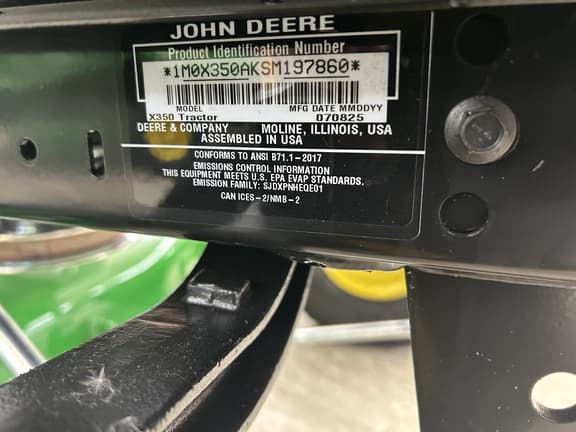 JOHN DEERE
Product Identification Number
*1M0X350AKSM197860*
MODEL MFG DATE MMDDYY
X350 Tractor 070825
DEERE & COMPANY MOLINE, ILLINOIS, USA
ASSEMBLED IN USA
CONFORMS TO ANSI B71.1-2017
EMISSIONS CONTROL INFORMATION
THIS EQUIPMENT MEETS U.S. EPA EVAP STANDARDS.
EMISSION FAMILY: SJDXPNHEQE01
CAN ICES-2/NMB-2